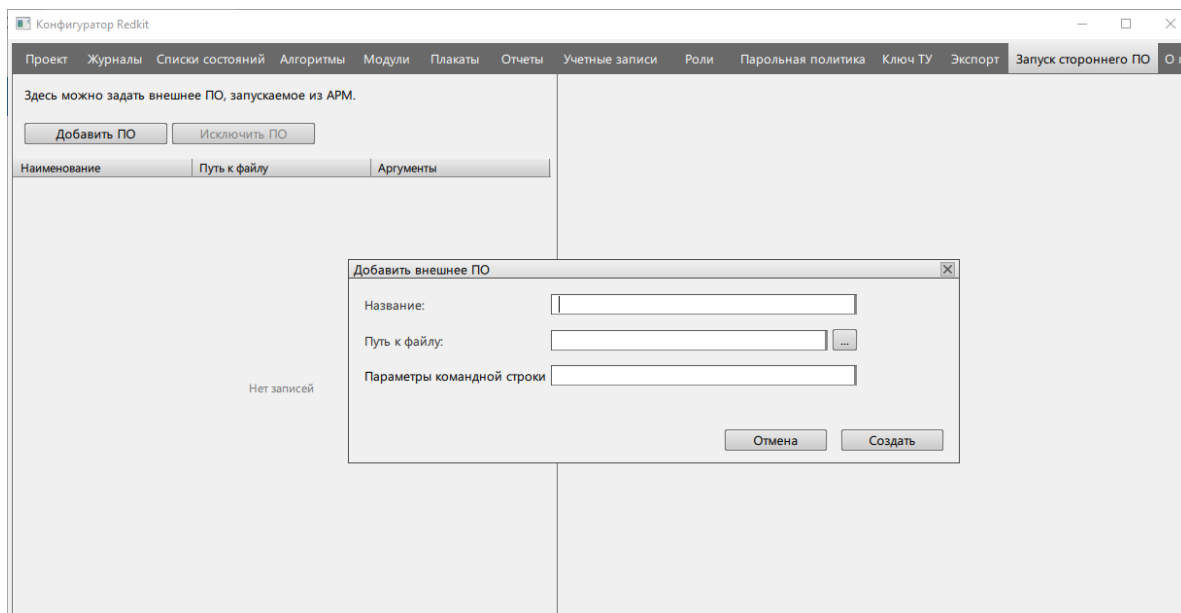 Конфигуратор Redkit
Проект Журналы Списки состояний Алгоритмы Модули Плакаты Отчеты Учетные записи Роли Парольная политика Ключ ТУ Экспорт Запуск стороннего ПО О
Здесь можно задать внешнее ПО, запускаемое из АРМ.
Добавить ПО Исключить ПО
Наименование Путь к файлу Аргументы
Добавить внешнее ПО
Название:
Путь к файлу: ...
Параметры командной строки
Нет записей
Отмена Создать